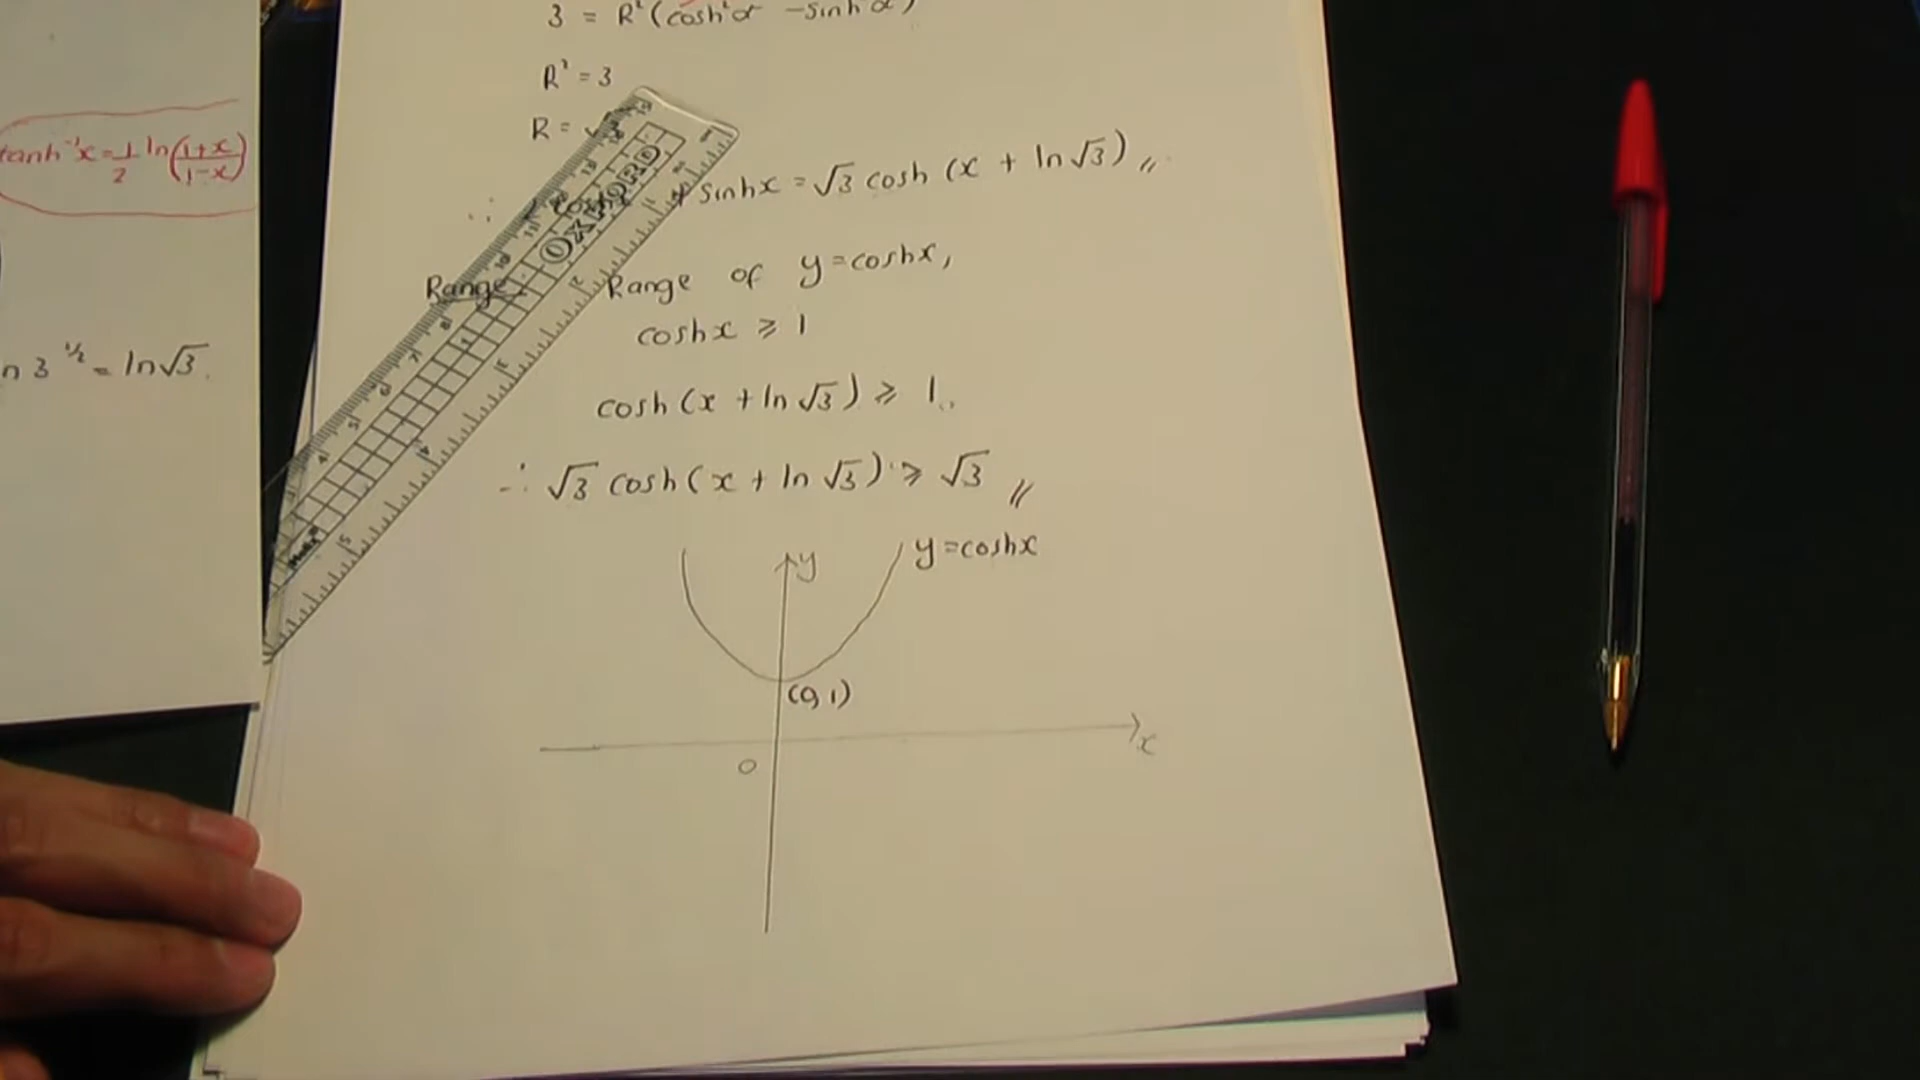 3 = R²(cosh²α - sinh²α)
R² = 3
R = √3
tanh⁻¹x = 1/2 ln((1+x)/(1-x))
∴ sinhx = √3 cosh (x + ln√3) //
Range
Range of y = coshx,
coshx ⩾ 1
3^(1/2) = ln√3.
cosh (x + ln√3) ⩾ 1
∴ √3 cosh (x + ln√3) ⩾ √3 //
y
y = coshx
(0, 1)
x
O
OXFORD
Helix